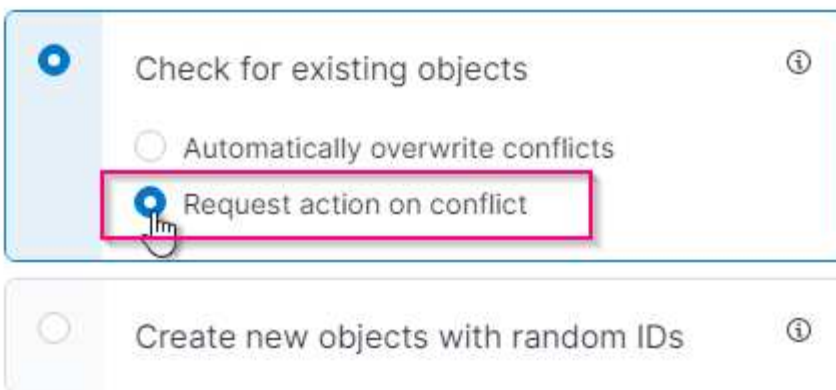 Check for existing objects
Automatically overwrite conflicts
Request action on conflict
Create new objects with random IDs